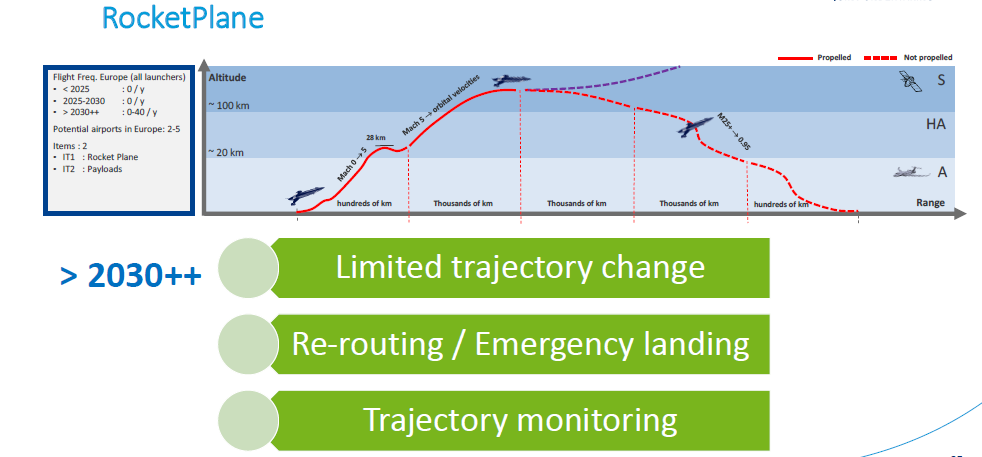 RocketPlane
Propelled
Not propelled
Flight Freq. Europe (all launchers)
• < 2025 : 0 / y
• 2025-2030 : 0 / y
• > 2030++ : 0-40 / y
Potential airports in Europe: 2-5
Items : 2
• IT1 : Rocket Plane
• IT2 : Payloads
Altitude
S
~ 100 km
HA
~ 20 km
A
Mach 0 → 5
28 km
Mach 5 → orbital velocities
M25+ → 0.95
hundreds of km
Thousands of km
Thousands of km
Thousands of km
hundreds of km
Range
> 2030++
Limited trajectory change
Re-routing / Emergency landing
Trajectory monitoring